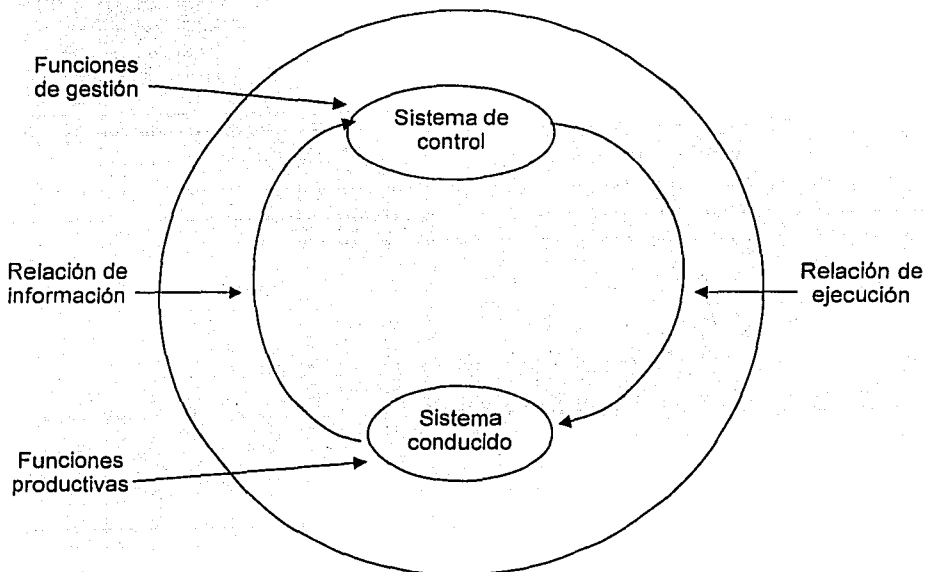 Funciones
de gestión
Sistema de
control
Relación de
información
Relación de
ejecución
Sistema
conducido
Funciones
productivas